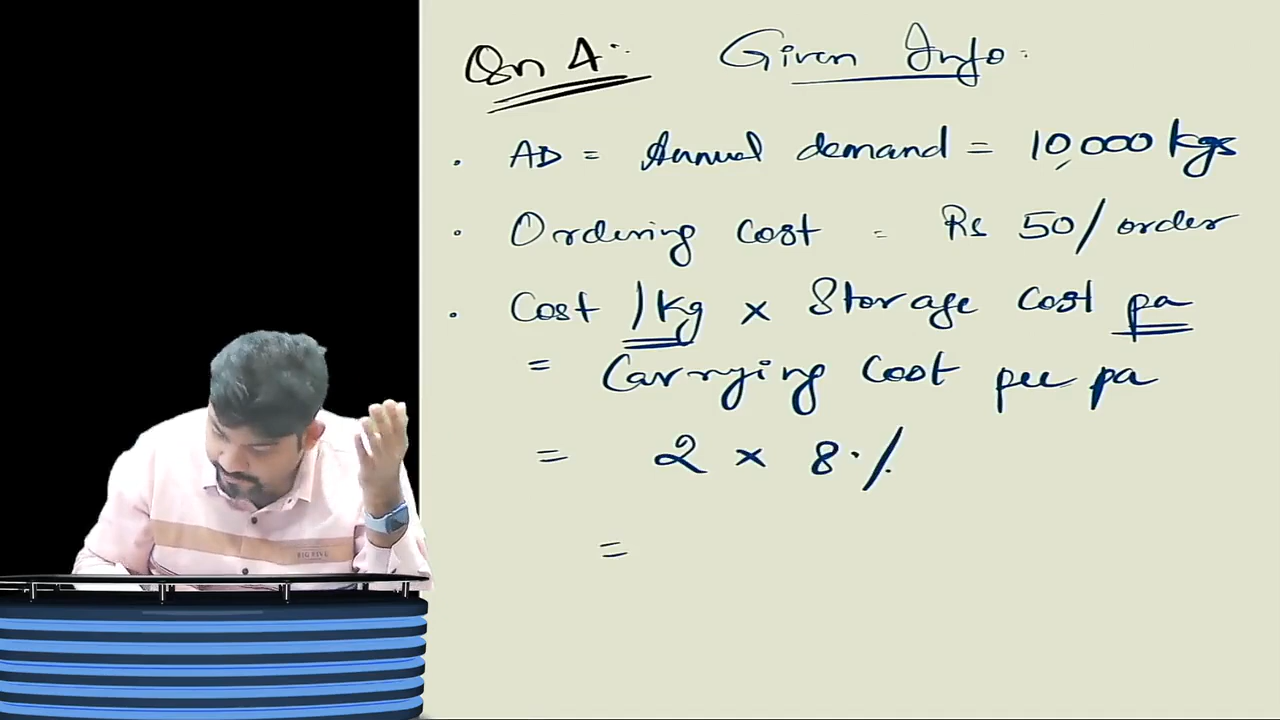 Qn 4:
Given Info:
. AD = Annual demand = 10,000 kgs
. Ordering cost = Rs 50/order
. Cost /kg x Storage cost pa
= Carrying cost per pa
= 2 x 8%
=